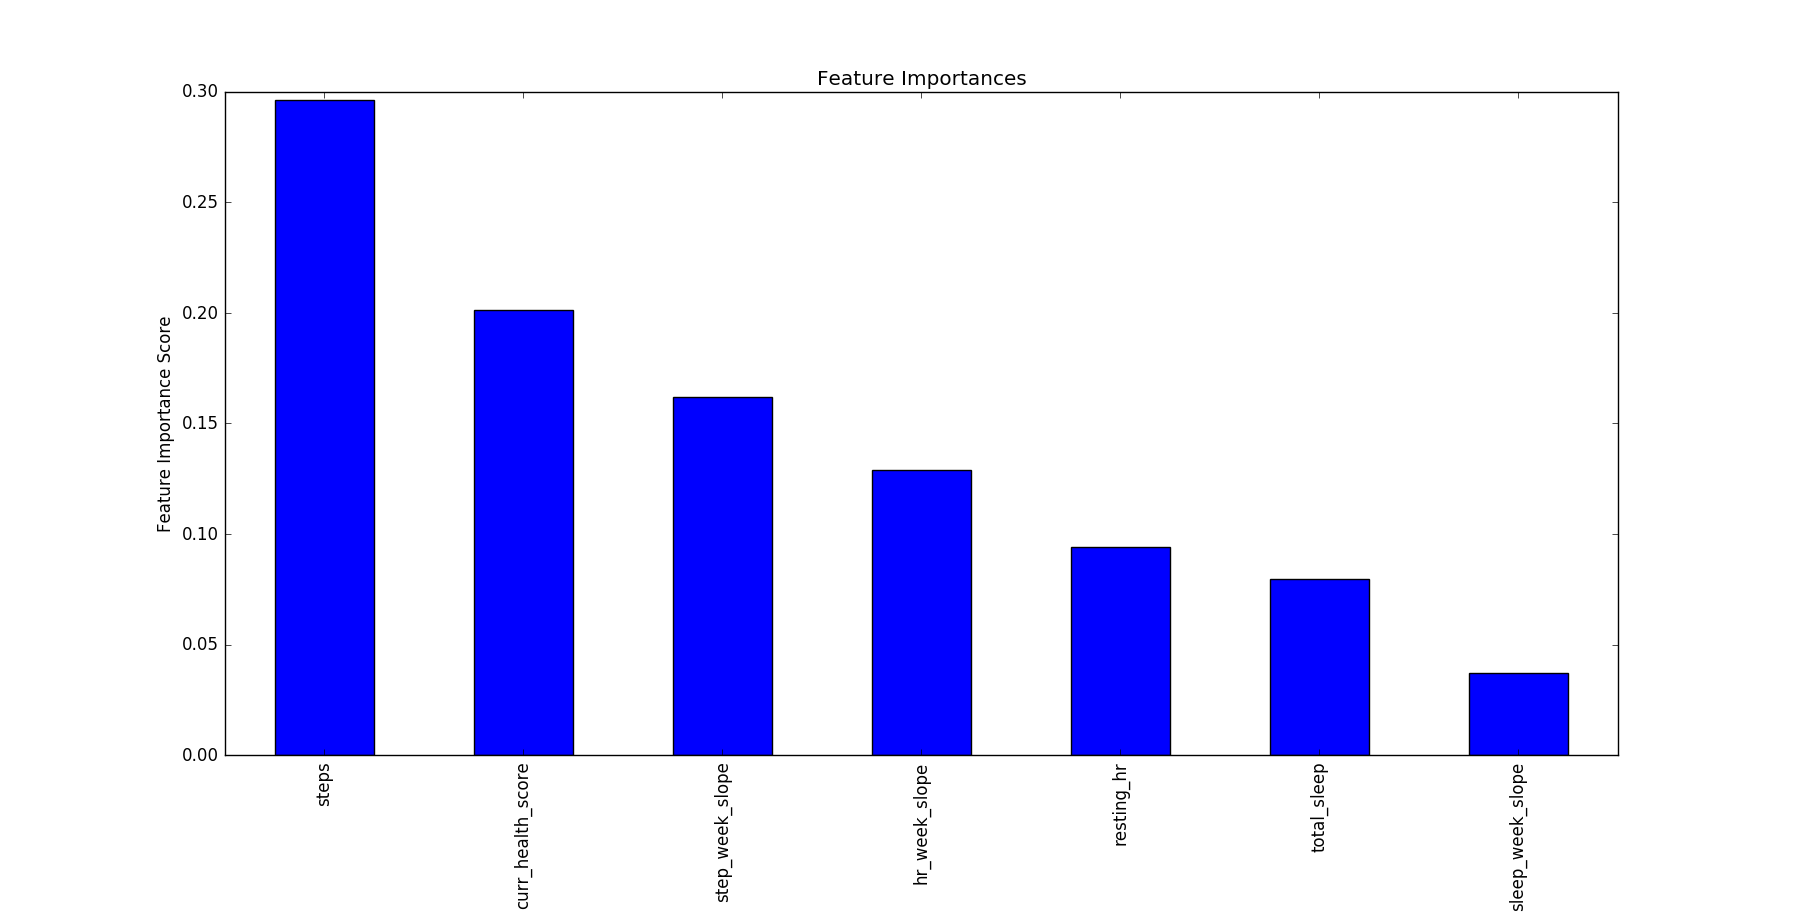 Feature Importances
0.30
0.25
0.20
0.15
0.10
0.05
0.00
Feature Importance Score
steps
curr_health_score
step_week_slope
hr_week_slope
resting_hr
total_sleep
sleep_week_slope